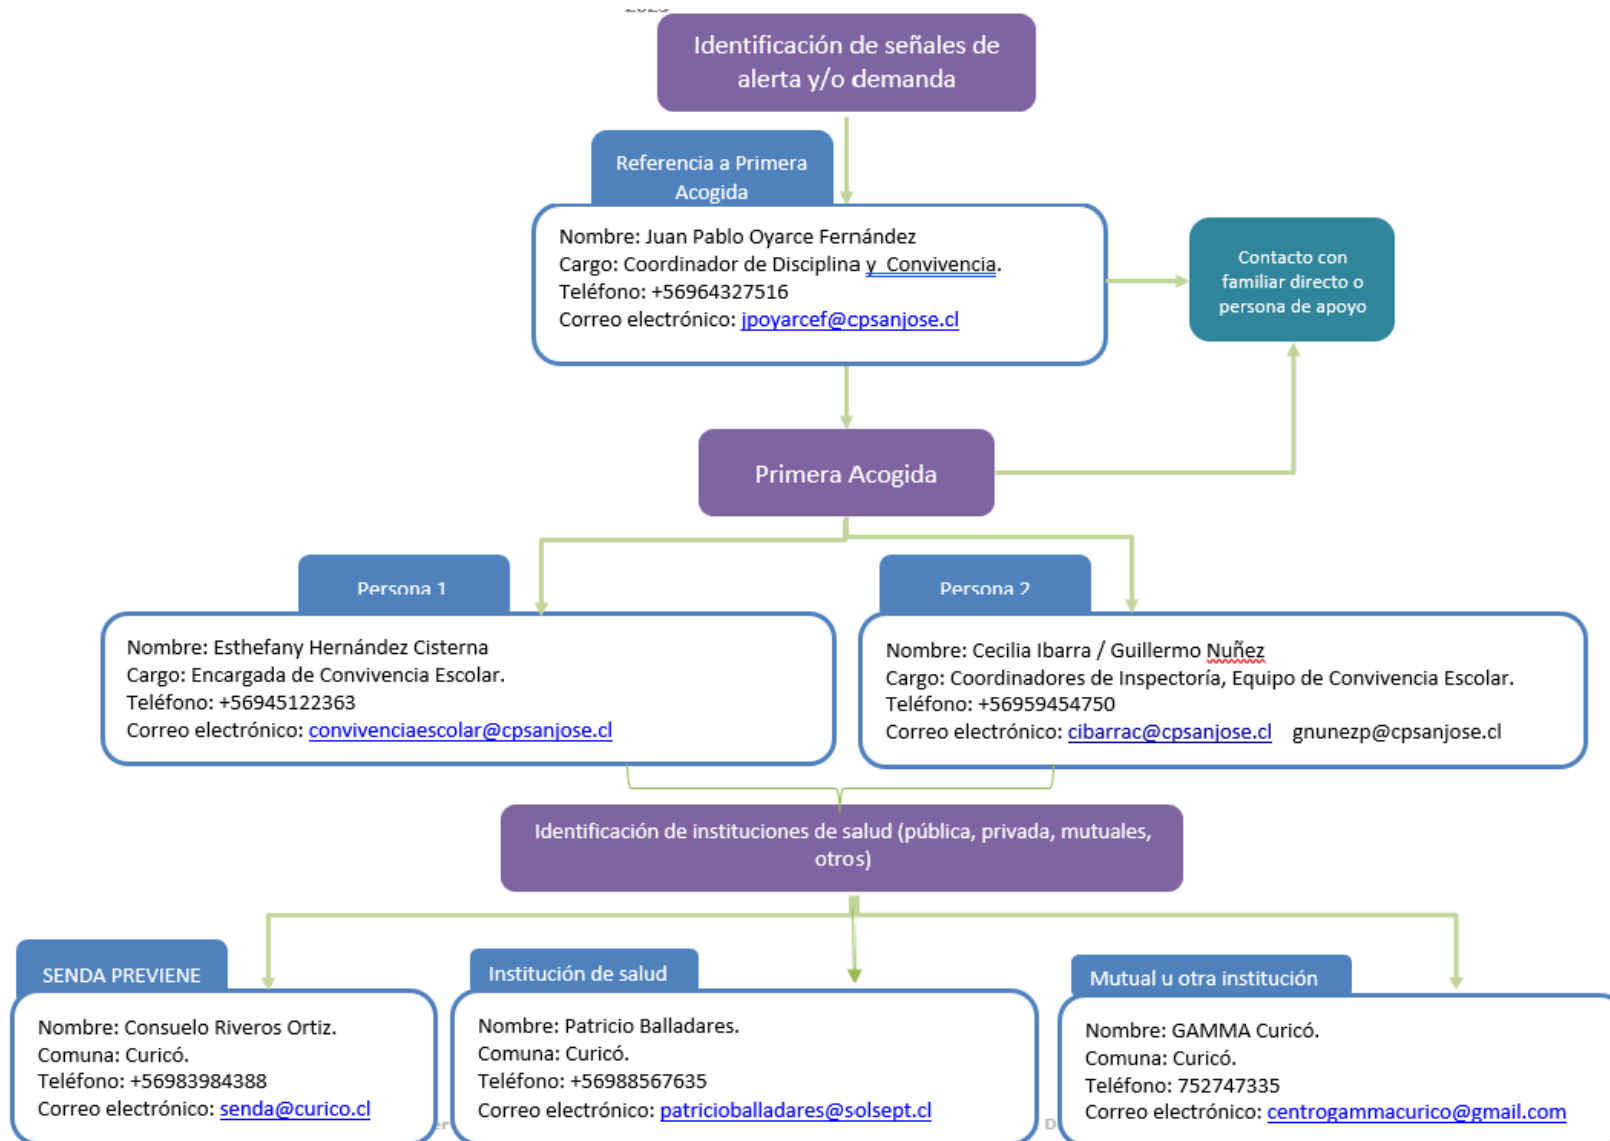 Identificación de señales de
alerta y/o demanda
Referencia a Primera
Acogida
Nombre: Juan Pablo Oyarce Fernández
Cargo: Coordinador de Disciplina y Convivencia.
Teléfono: +56964327516
Correo electrónico: jpoyarcef@cpsanjose.cl
Contacto con
familiar directo o
persona de apoyo
Primera Acogida
Persona 1
Nombre: Esthefany Hernández Cisterna
Cargo: Encargada de Convivencia Escolar.
Teléfono: +56945122363
Correo electrónico: convivenciaescolar@cpsanjose.cl
Persona 2
Nombre: Cecilia Ibarra / Guillermo Nuñez
Cargo: Coordinadores de Inspectoría, Equipo de Convivencia Escolar.
Teléfono: +56959454750
Correo electrónico: cibarrac@cpsanjose.cl gnunezp@cpsanjose.cl
Identificación de instituciones de salud (pública, privada, mutuales,
otros)
SENDA PREVIENE
Nombre: Consuelo Riveros Ortiz.
Comuna: Curicó.
Teléfono: +56983984388
Correo electrónico: senda@curico.cl
Institución de salud
Nombre: Patricio Balladares.
Comuna: Curicó.
Teléfono: +56988567635
Correo electrónico: patricioballadares@solsept.cl
Mutual u otra institución
Nombre: GAMMA Curicó.
Comuna: Curicó.
Teléfono: 752747335
Correo electrónico: centrogammacurico@gmail.com